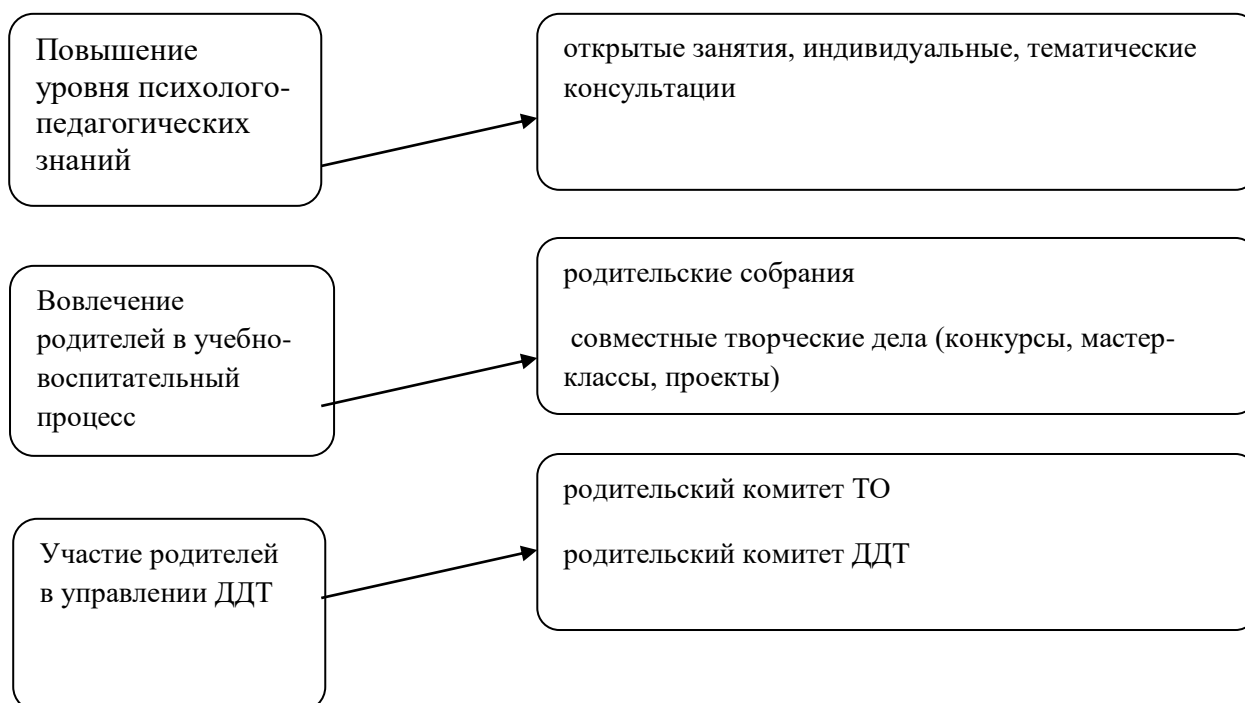 Повышение
уровня психолого-
педагогических
знаний
открытые занятия, индивидуальные, тематические
консультации
Вовлечение
родителей в учебно-
воспитательный
процесс
родительские собрания
совместные творческие дела (конкурсы, мастер-
классы, проекты)
Участие родителей
в управлении ДДТ
родительский комитет ТО
родительский комитет ДДТ